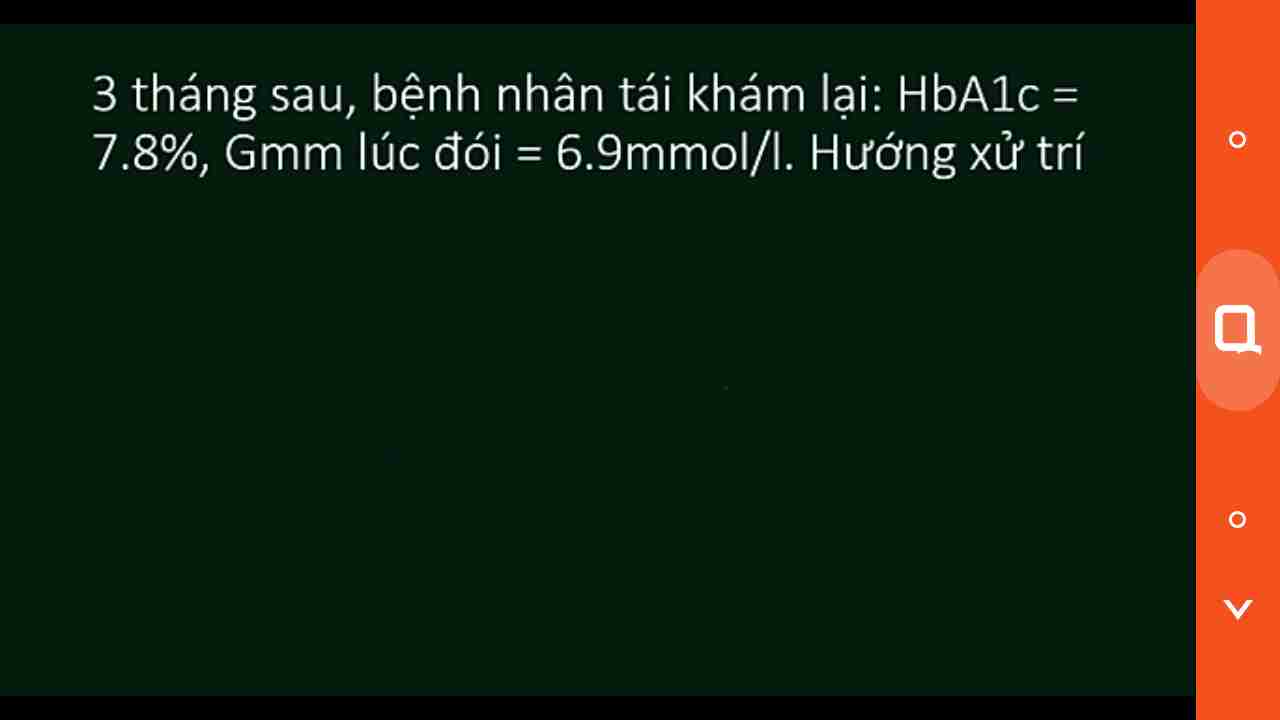 3 tháng sau, bệnh nhân tái khám lại: HbA1c =
7.8%, Gmm lúc đói = 6.9mmol/l. Hướng xử trí